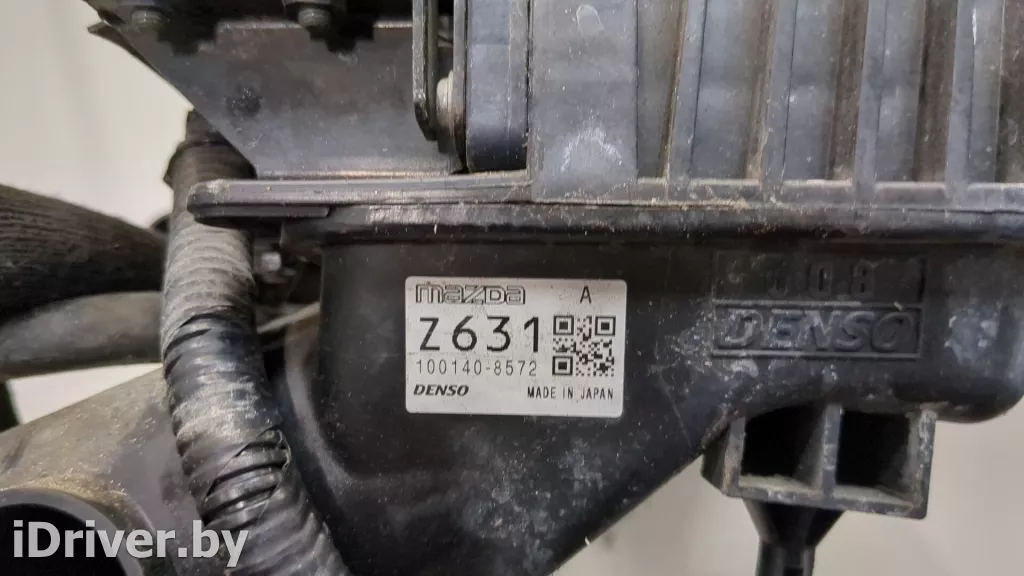 mazda A
Z631
100140-8572
DENSO MADE IN JAPAN
DENSO
iDriver.by